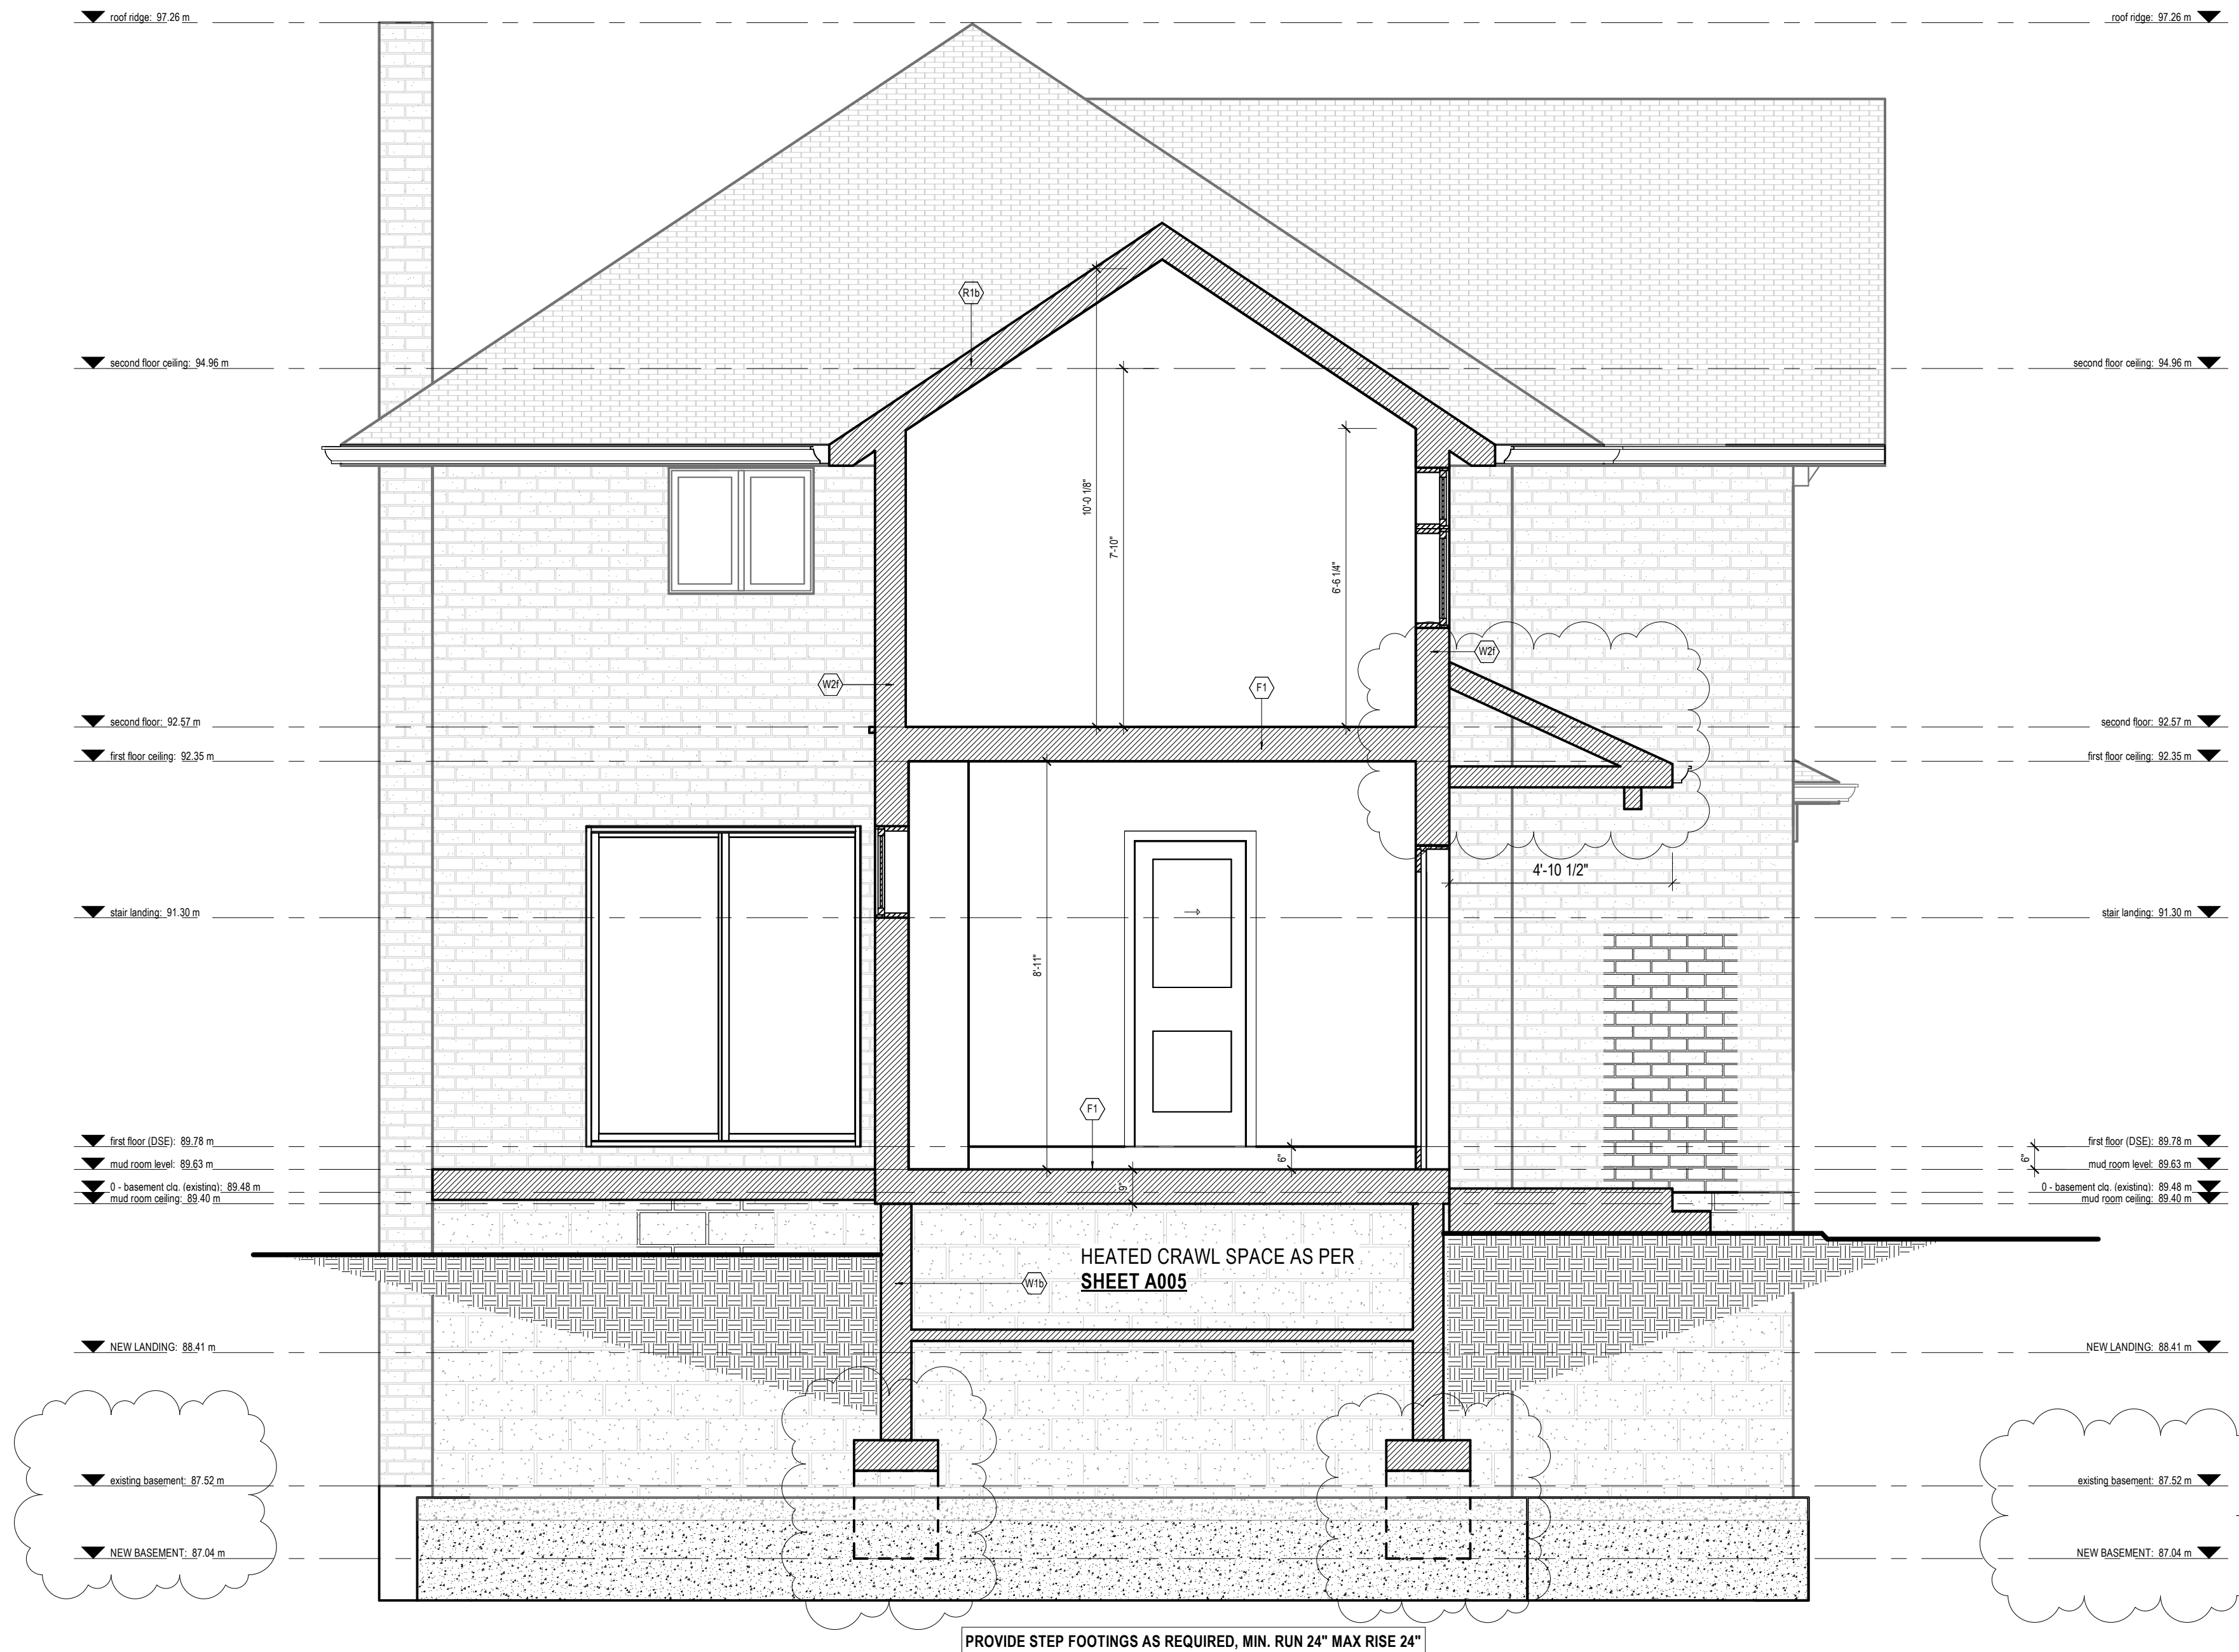 roof ridge: 97.26 m
roof ridge: 97.26 m
R1b
second floor ceiling: 94.96 m
second floor ceiling: 94.96 m
10'-0 1/8"
7'-10"
6'-6 1/4"
W2f
W2f
F1
second floor: 92.57 m
second floor: 92.57 m
first floor ceiling: 92.35 m
first floor ceiling: 92.35 m
4'-10 1/2"
stair landing: 91.30 m
stair landing: 91.30 m
8'-11"
F1
first floor (DSE): 89.78 m
first floor (DSE): 89.78 m
6"
6"
mud room level: 89.63 m
mud room level: 89.63 m
9"
0 - basement clg. (existing): 89.48 m
0 - basement clg. (existing): 89.48 m
mud room ceiling: 89.40 m
mud room ceiling: 89.40 m
HEATED CRAWL SPACE AS PER
SHEET A005
W1b
NEW LANDING: 88.41 m
NEW LANDING: 88.41 m
existing basement: 87.52 m
existing basement: 87.52 m
NEW BASEMENT: 87.04 m
NEW BASEMENT: 87.04 m
PROVIDE STEP FOOTINGS AS REQUIRED, MIN. RUN 24" MAX RISE 24"